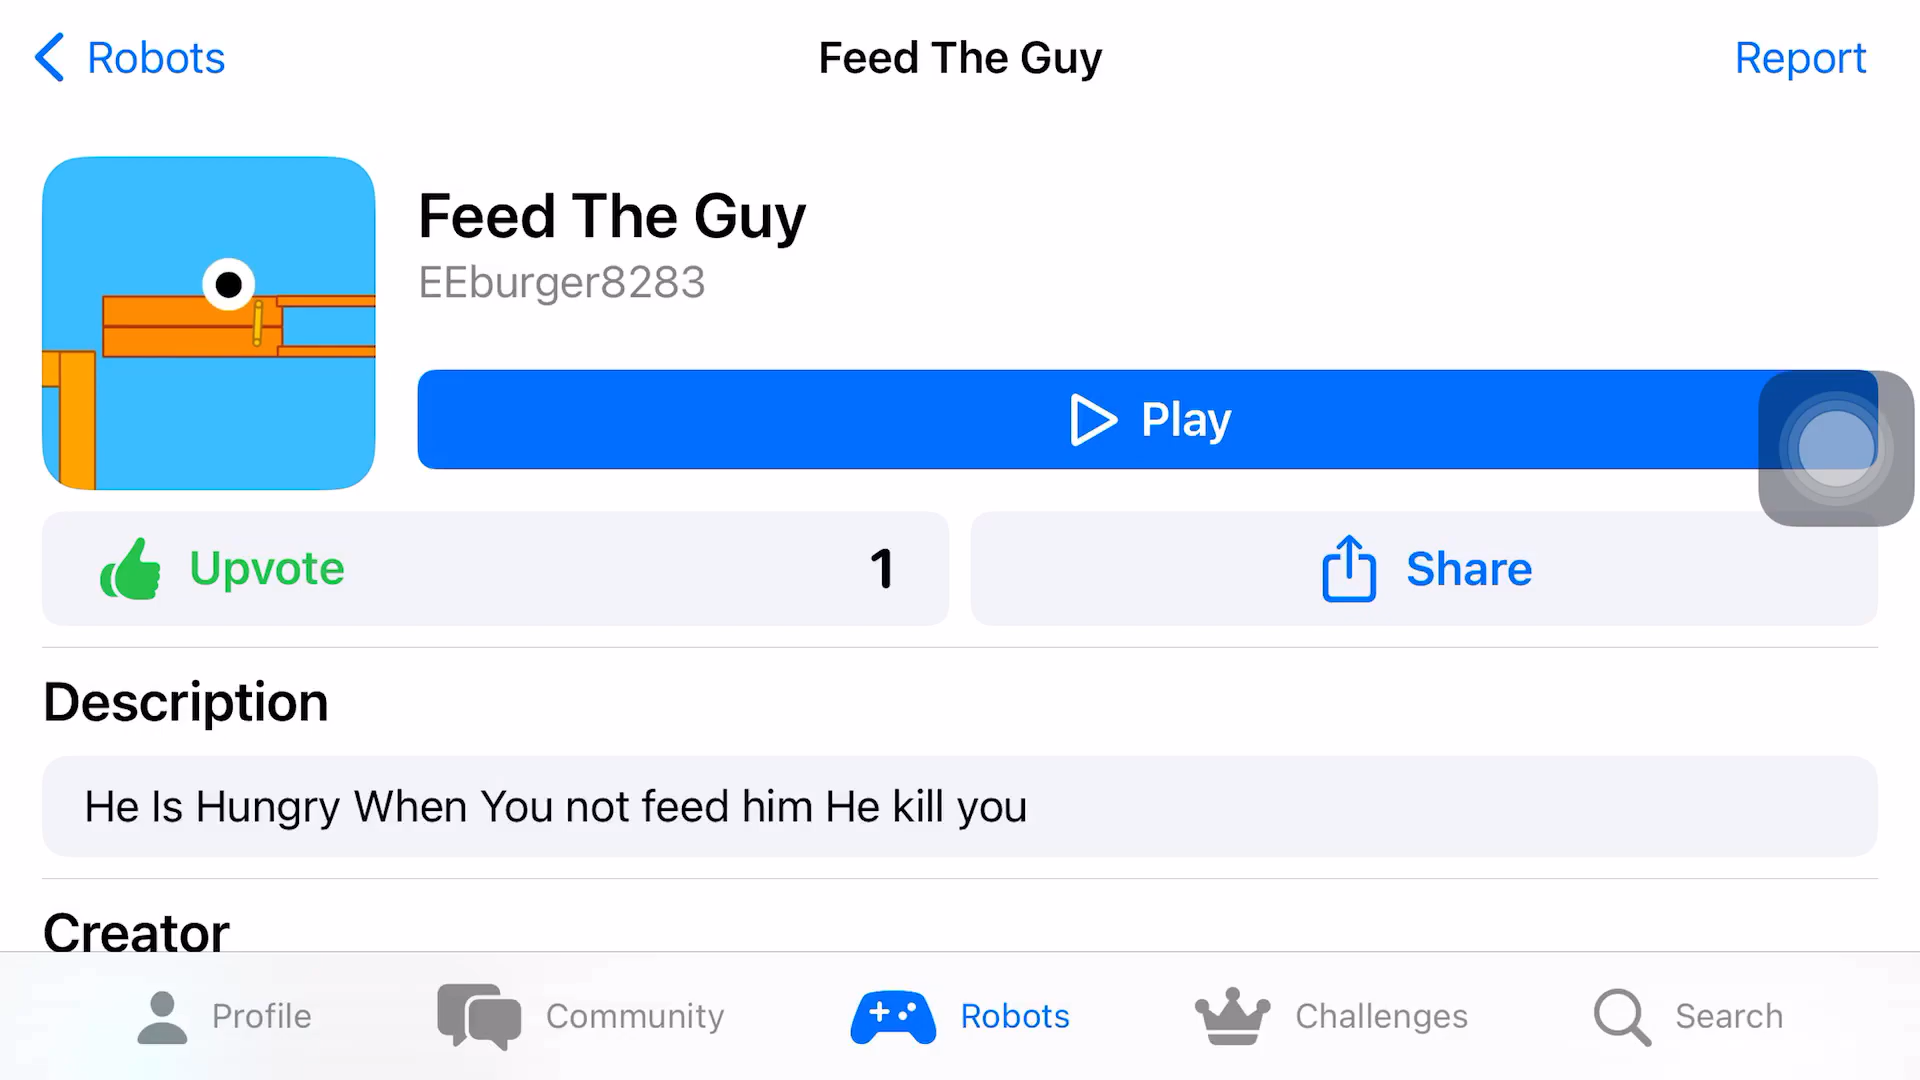 Robots
Feed The Guy
Report
Feed The Guy
EEburger8283
Play
Upvote
1
Share
Description
He Is Hungry When You not feed him He kill you
Creator
Profile
Community
Robots
Challenges
Search